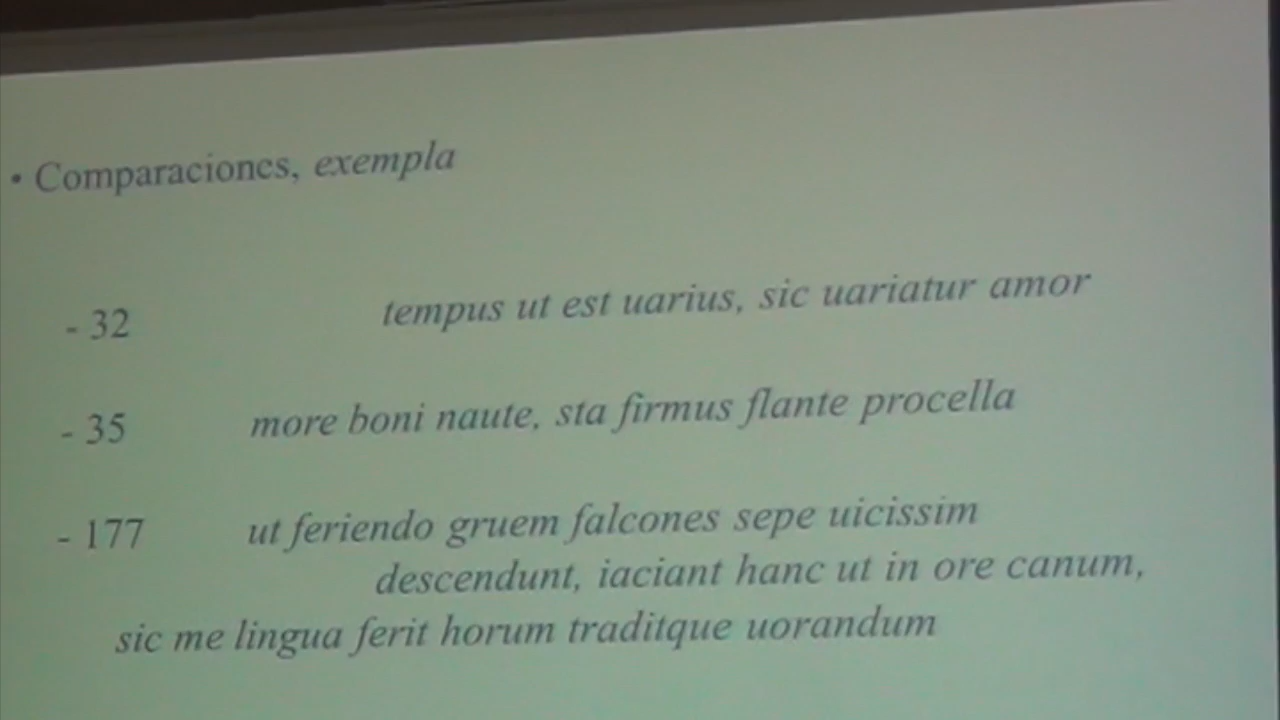 • Comparaciones, exempla
- 32 tempus ut est uarius, sic uariatur amor
- 35 more boni naute, sta firmus flante procella
- 177 ut feriendo gruem falcones sepe uicissim
descendunt, iaciant hanc ut in ore canum,
sic me lingua ferit horum traditque uorandum